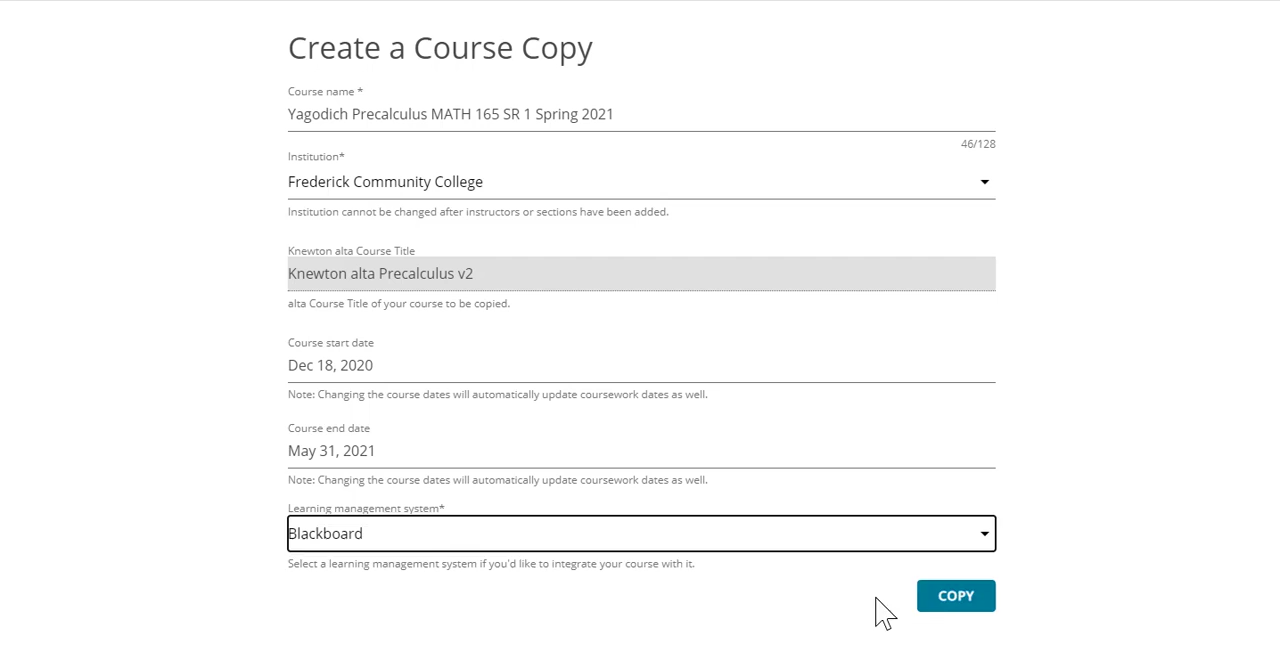 Create a Course Copy
Course name *
Yagodich Precalculus MATH 165 SR 1 Spring 2021
46/128
Institution*
Frederick Community College
Institution cannot be changed after instructors or sections have been added.
Knewton alta Course Title
Knewton alta Precalculus v2
alta Course Title of your course to be copied.
Course start date
Dec 18, 2020
Note: Changing the course dates will automatically update coursework dates as well.
Course end date
May 31, 2021
Note: Changing the course dates will automatically update coursework dates as well.
Learning management system*
Blackboard
Select a learning management system if you'd like to integrate your course with it.
COPY